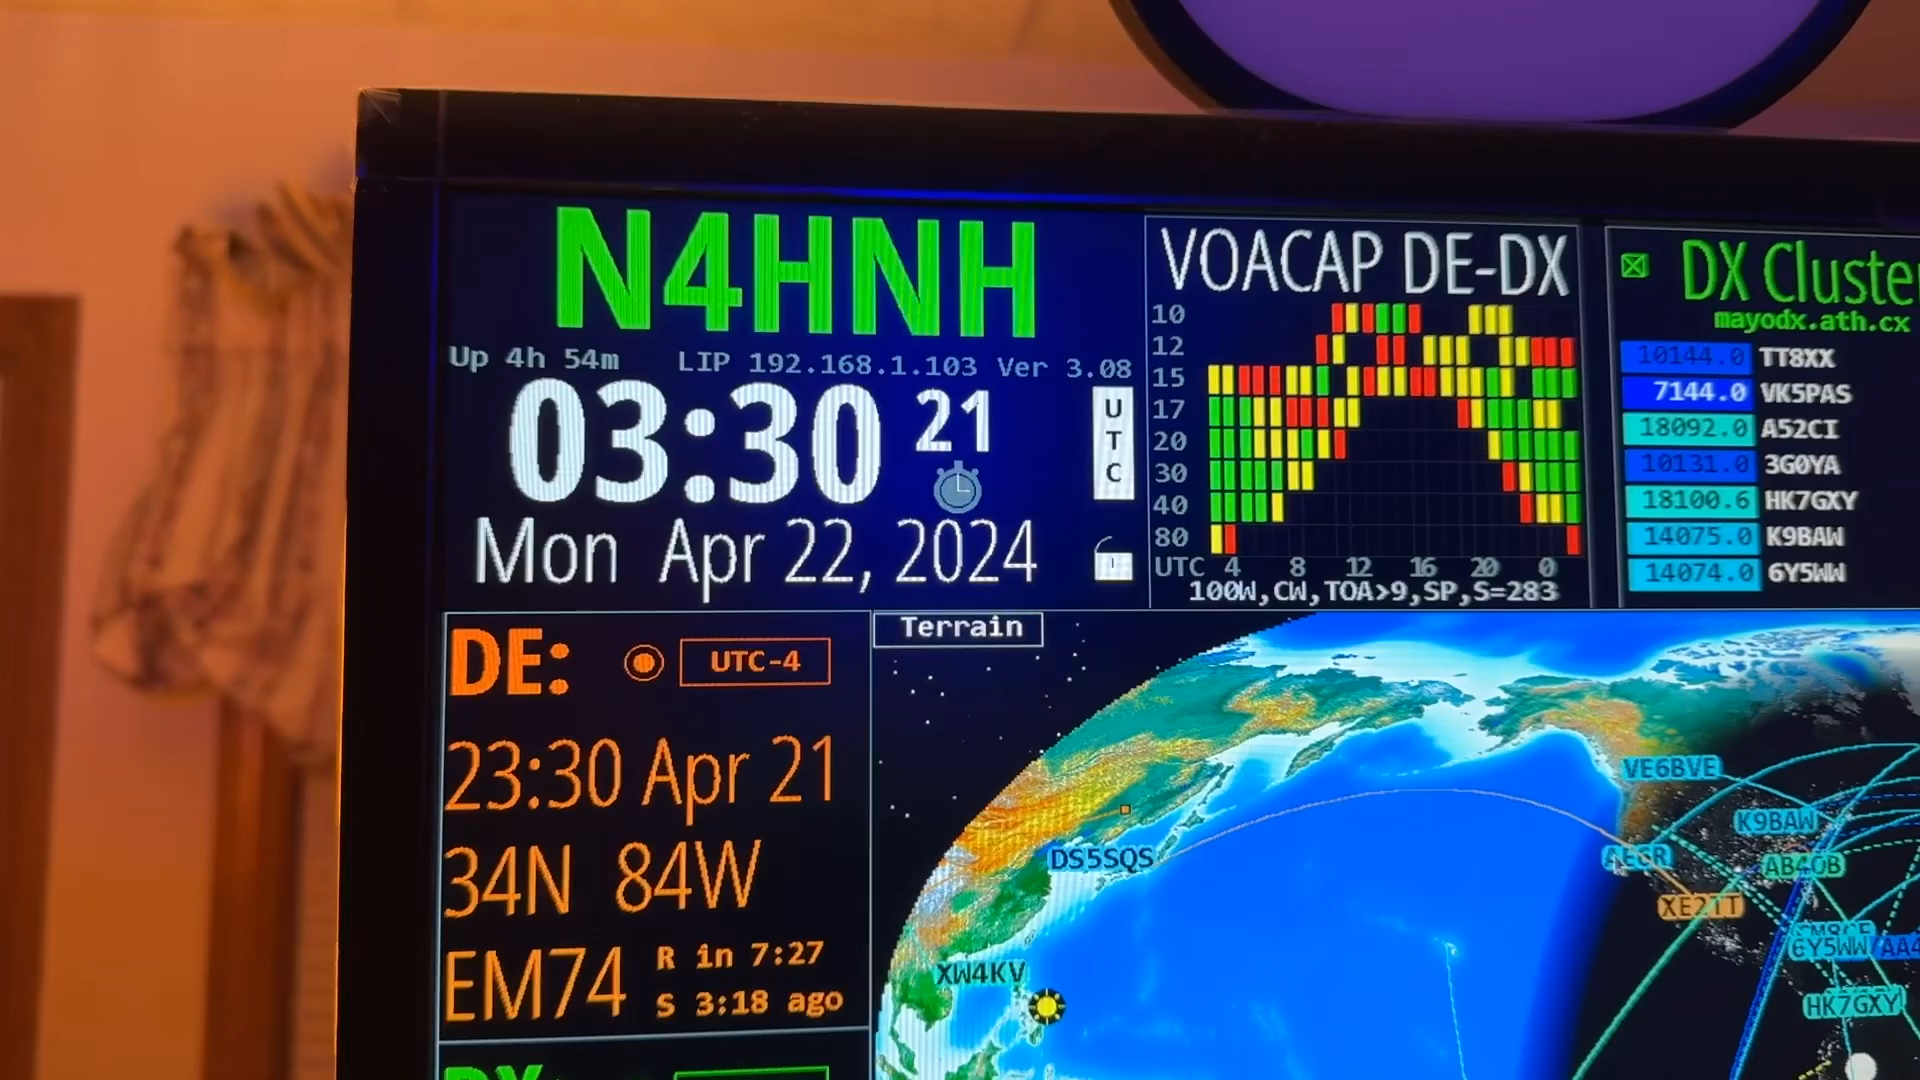 N4HNH
Up 4h 54m LIP 192.168.1.103 Ver 3.08
03:30 21
UTC
Mon Apr 22, 2024
VOACAP DE-DX
10
12
15
17
20
30
40
80
UTC 4 8 12 16 20 0
100W,CW,TOA>9,SP,S=283
DX Cluste
mayodx.ath.cx
10144.0 TT8XX
7144.0 VK5PAS
18092.0 A52CI
10131.0 3G0YA
18100.6 HK7GXY
14075.0 K9BAW
14074.0 6Y5WW
DE: UTC-4
23:30 Apr 21
34N 84W
EM74
R in 7:27
S 3:18 ago
Terrain
VE6BVE
K9BAW
AB4OB
DS5SQS
XE2TT
6Y5WW AA4
XW4KV
HK7GXY